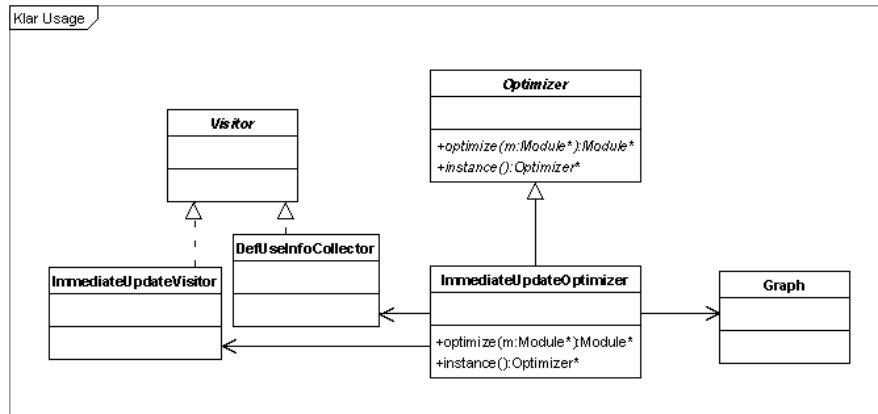 Klar Usage
Optimizer
+optimize(m:Module*):Module*
+instance():Optimizer*
Visitor
DefUseInfoCollector
ImmediateUpdateVisitor
ImmediateUpdateOptimizer
Graph
+optimize(m:Module*):Module*
+instance():Optimizer*